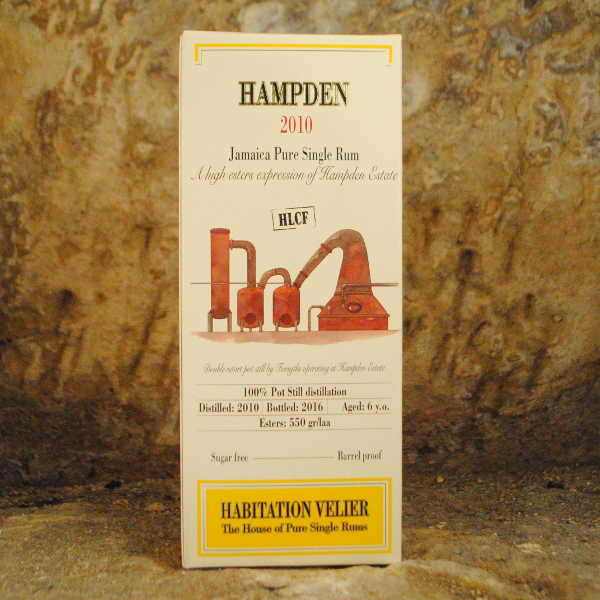 HAMPDEN
2010
Jamaica Pure Single Rum
A high esters expression of Hampden Estate
HLCF
Double retort pot still by Forsyths operating at Hampden Estate
100% Pot Still distillation
Distilled: 2010 Bottled: 2016 Aged: 6 y.o.
Esters: 550 gr/laa
Sugar free Barrel proof
HABITATION VELIER
The House of Pure Single Rums